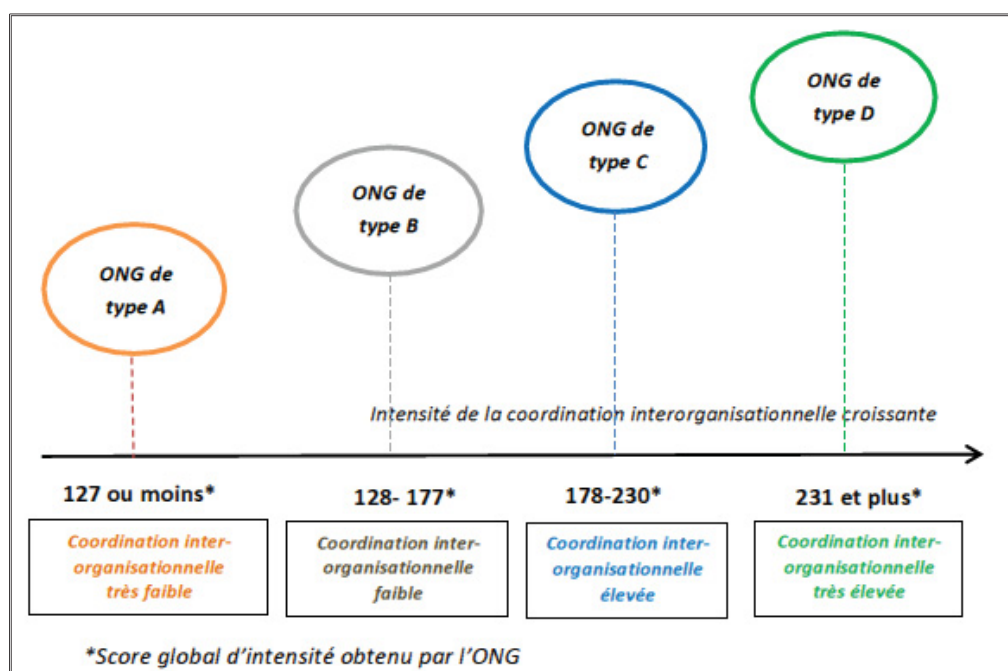 ONG de
type D
ONG de
type C
ONG de
type B
ONG de
type A
Intensité de la coordination interorganisationnelle croissante
127 ou moins*
128- 177*
178-230*
231 et plus*
Coordination inter-
organisationnelle
très faible
Coordination inter-
organisationnelle
faible
Coordination inter-
organisationnelle
élevée
Coordination inter-
organisationnelle
très élevée
*Score global d’intensité obtenu par l’ONG